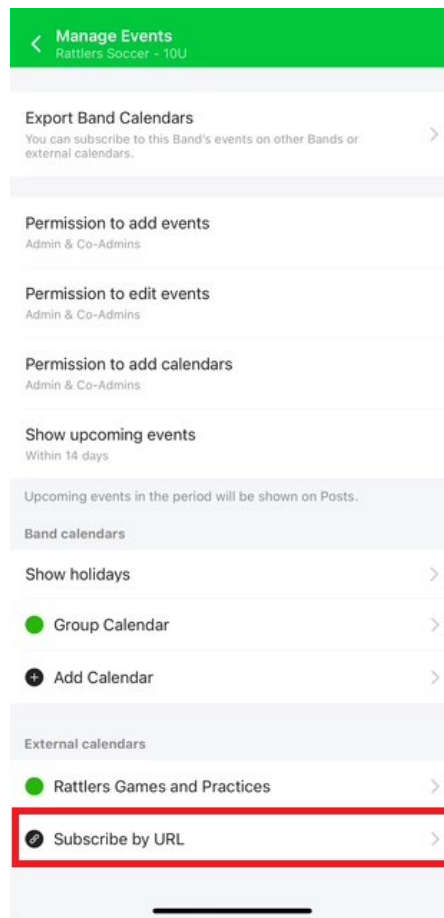 Manage Events
Rattlers Soccer - 10U
Export Band Calendars
You can subscribe to this Band's events on other Bands or
external calendars.
Permission to add events
Admin & Co-Admins
Permission to edit events
Admin & Co-Admins
Permission to add calendars
Admin & Co-Admins
Show upcoming events
Within 14 days
Upcoming events in the period will be shown on Posts.
Band calendars
Show holidays
Group Calendar
Add Calendar
External calendars
Rattlers Games and Practices
Subscribe by URL